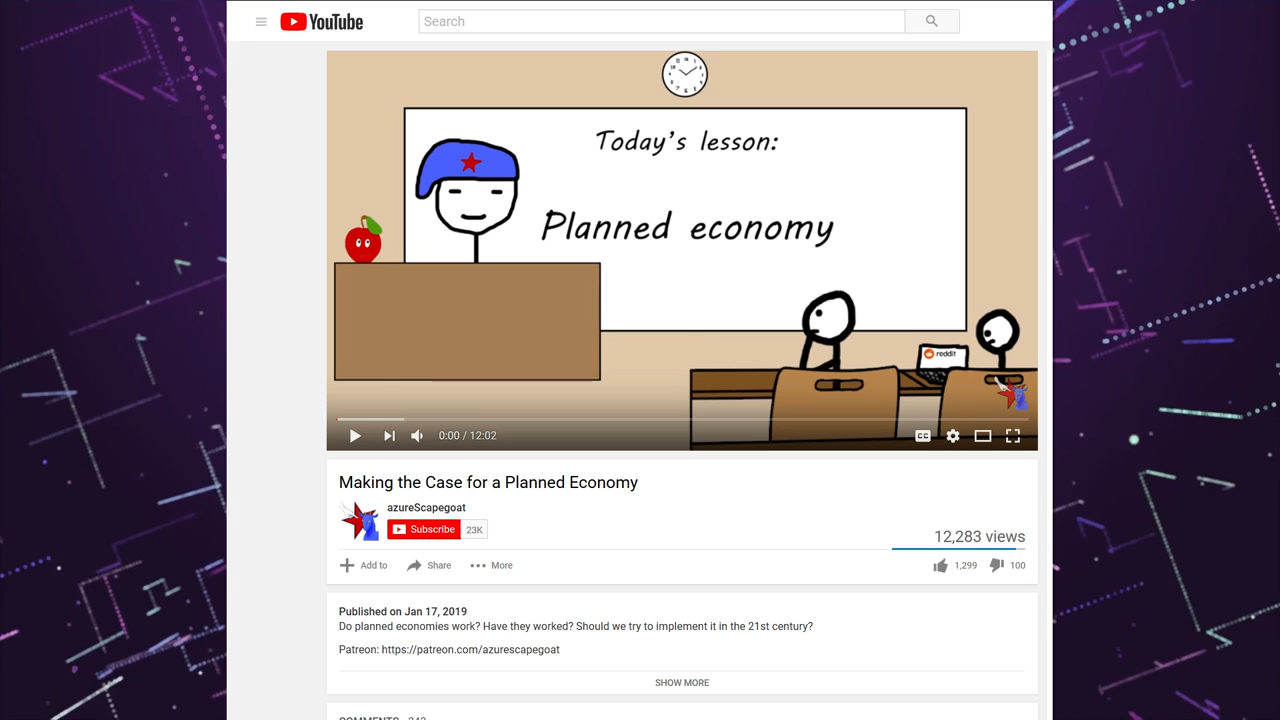 YouTube
Search
Today's lesson:
Planned economy
reddit
0:00 / 12:02
CC
Making the Case for a Planned Economy
azureScapegoat
Subscribe 23K
12,283 views
Add to Share More 1,299 100
Published on Jan 17, 2019
Do planned economies work? Have they worked? Should we try to implement it in the 21st century?
Patreon: https://patreon.com/azurescapegoat
SHOW MORE
COMMENTS